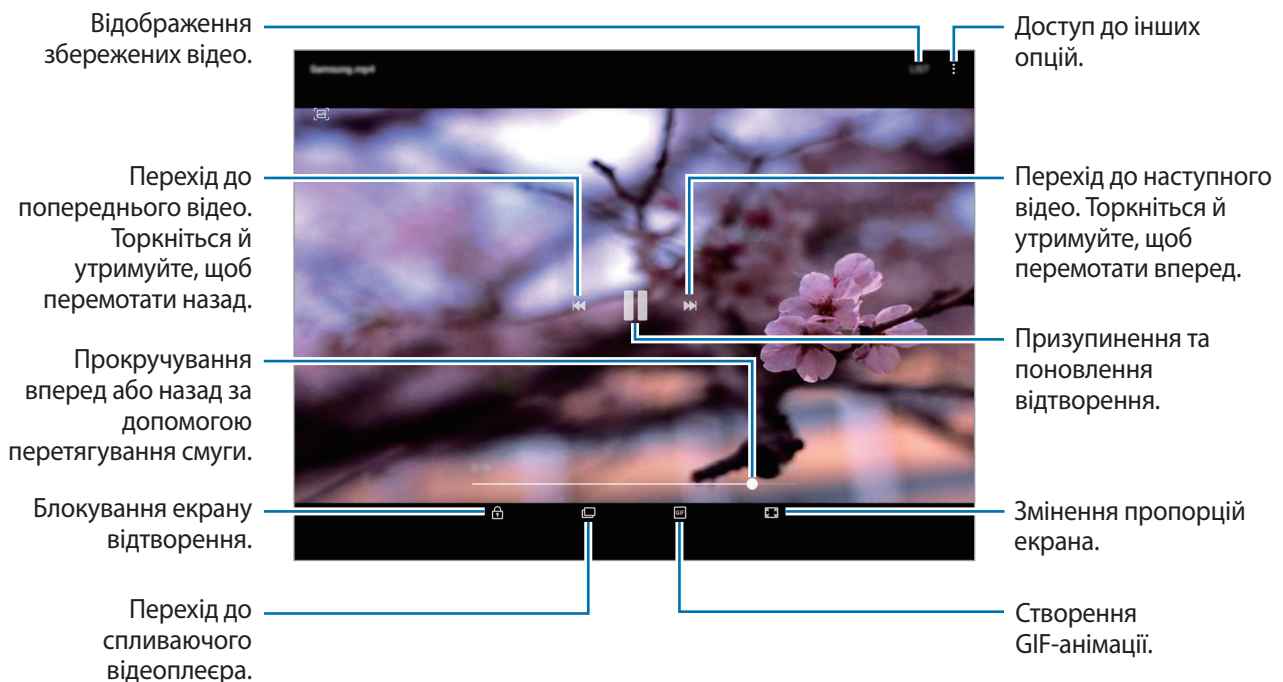 Відображення
збережених відео.
Доступ до інших
опцій.
Samsung.mp4
LIST
Перехід до
попереднього відео.
Торкніться й
утримуйте, щоб
перемотати назад.
Перехід до наступного
відео. Торкніться й
утримуйте, щоб
перемотати вперед.
Прокручування
вперед або назад за
допомогою
перетягування смуги.
Призупинення та
поновлення
відтворення.
Блокування екрану
відтворення.
GIF
Змінення пропорцій
екрана.
Перехід до
спливаючого
відеоплеєра.
Створення
GIF-анімації.